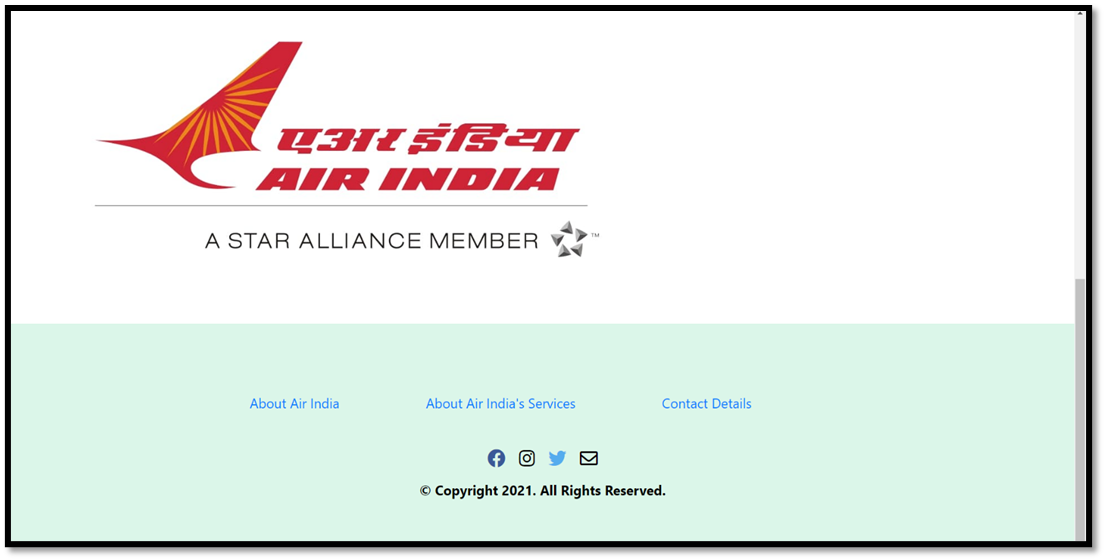 एअर इंडिया
AIR INDIA
A STAR ALLIANCE MEMBER ™
About Air India About Air India's Services Contact Details
© Copyright 2021. All Rights Reserved.